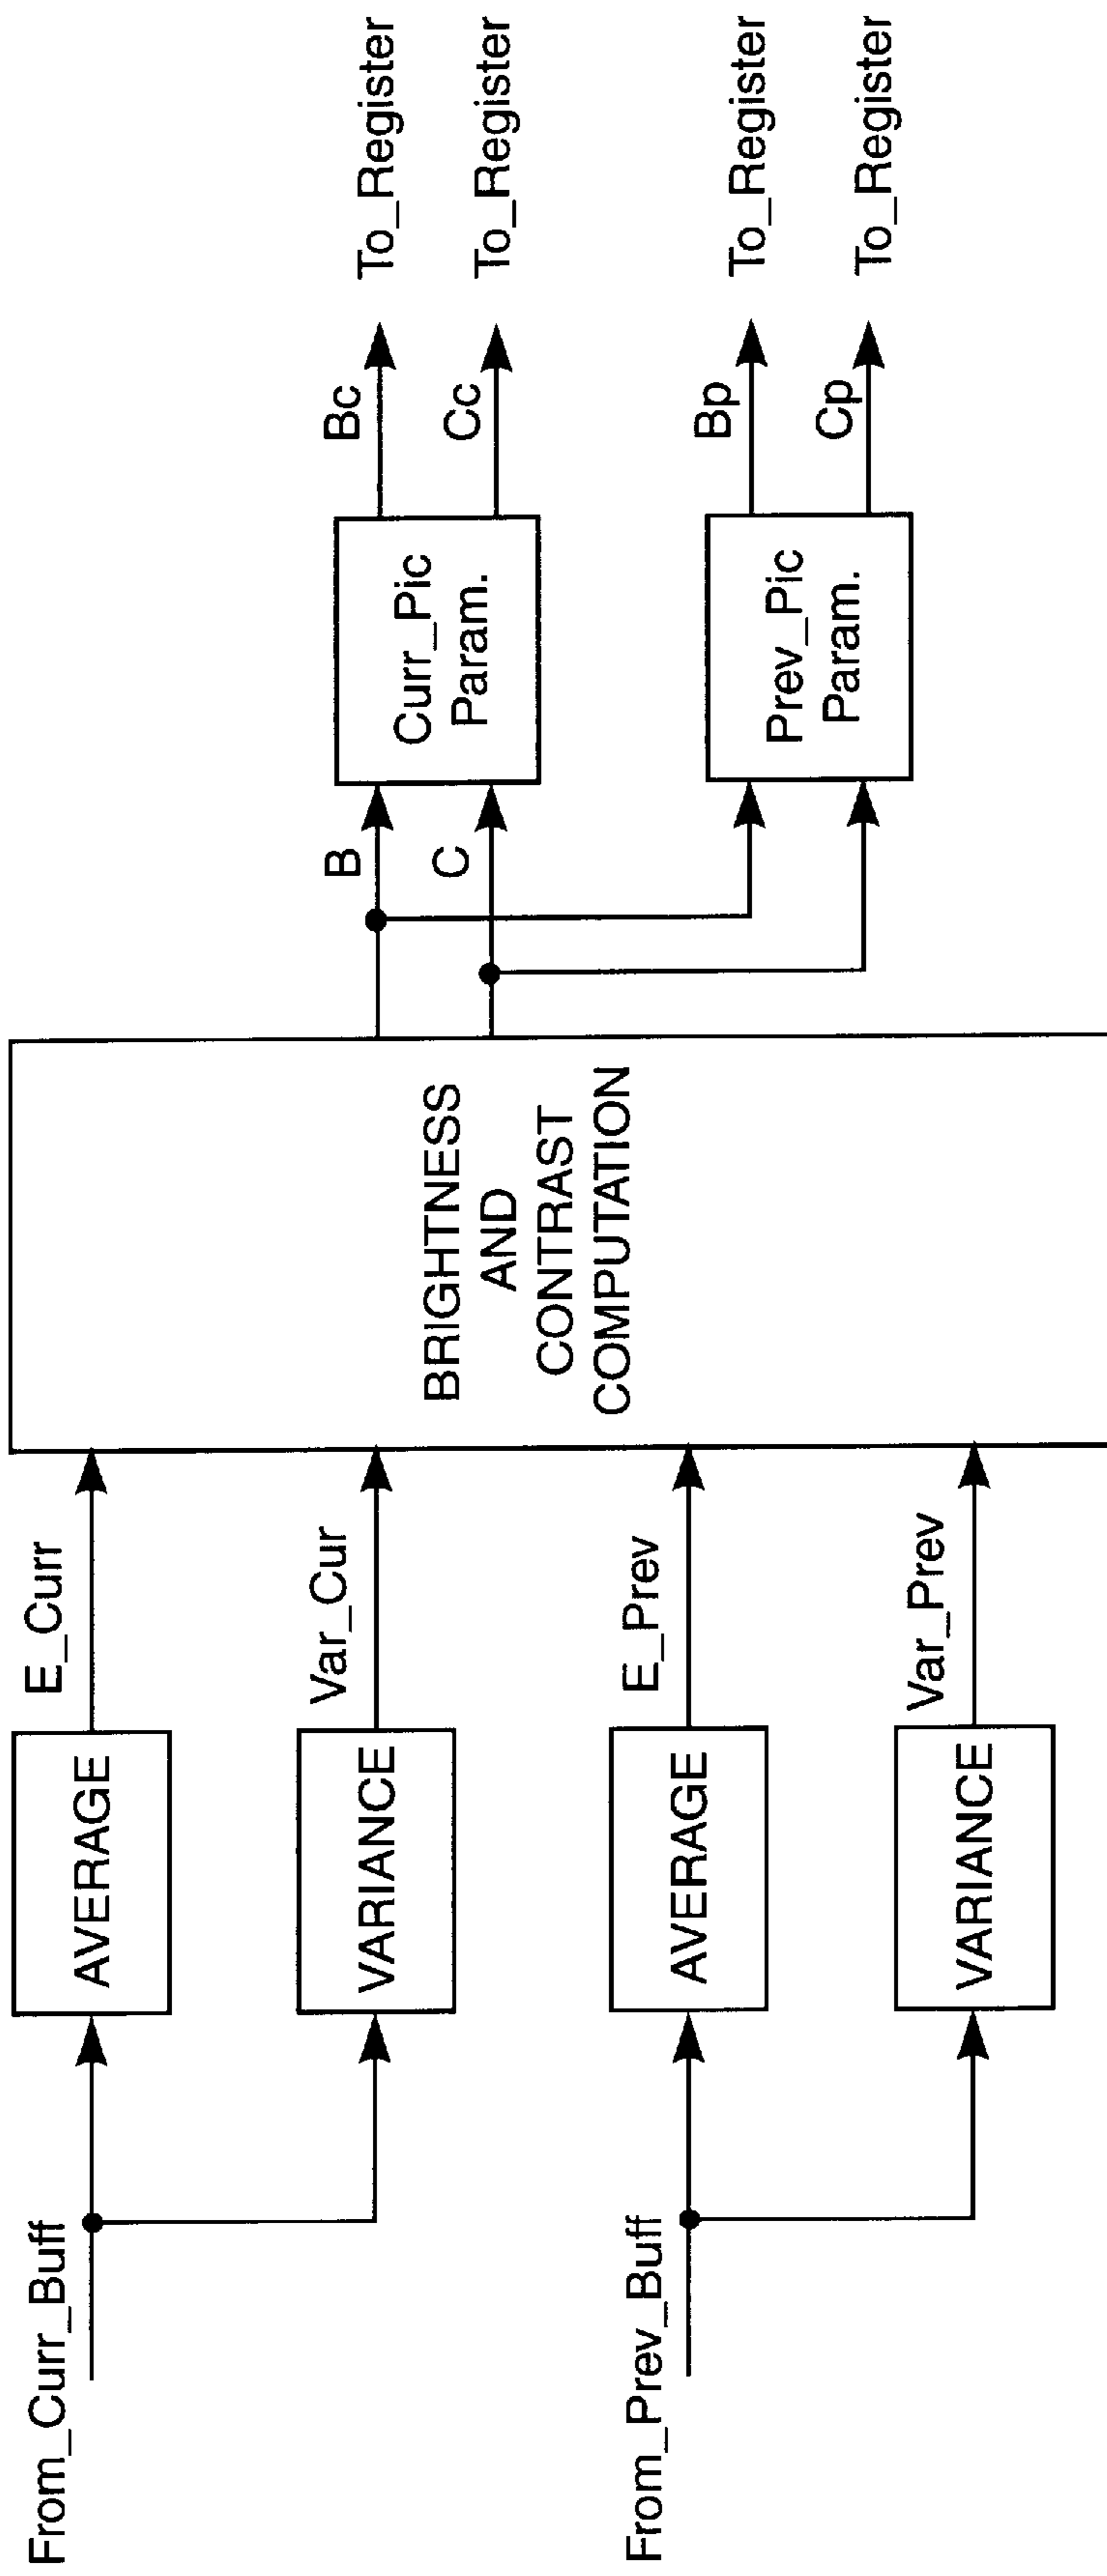 From_Curr_Buff
AVERAGE
E_Curr
VARIANCE
Var_Cur
From_Prev_Buff
AVERAGE
E_Prev
VARIANCE
Var_Prev
BRIGHTNESS
AND
CONTRAST
COMPUTATION
B
C
Curr_Pic
Param.
Bc
To_Register
Cc
To_Register
Prev_Pic
Param.
Bp
To_Register
Cp
To_Register